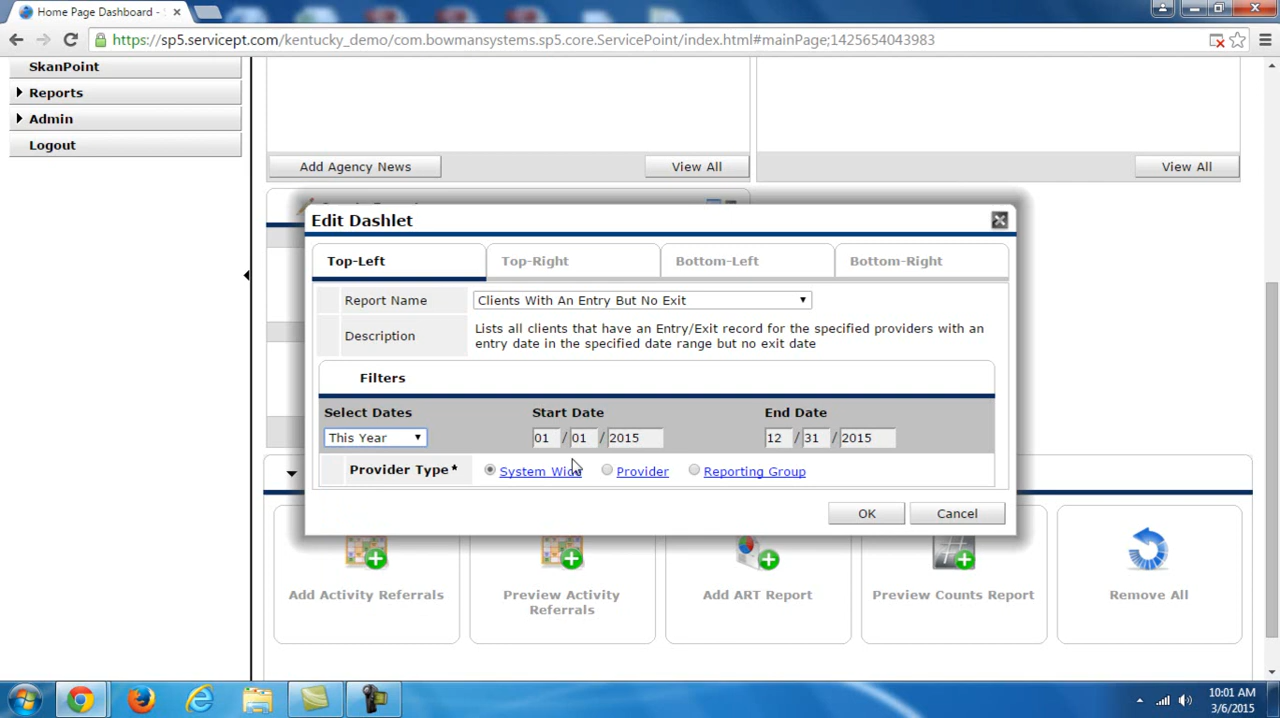 Home Page Dashboard - Ser
https://sp5.servicept.com/kentucky_demo/com.bowmansystems.sp5.core.ServicePoint/index.html#mainPage;1425654043983
SkanPoint
Reports
Admin
Logout
Add Agency News
View All
View All
Edit Dashlet
Top-Left
Top-Right
Bottom-Left
Bottom-Right
Report Name
Clients With An Entry But No Exit
Description
Lists all clients that have an Entry/Exit record for the specified providers with an
entry date in the specified date range but no exit date
Filters
Select Dates
Start Date
End Date
This Year
01 / 01 / 2015
12 / 31 / 2015
Provider Type*
System Wide
Provider
Reporting Group
OK
Cancel
Add Activity Referrals
Preview Activity
Referrals
Add ART Report
Preview Counts Report
Remove All
10:01 AM
3/6/2015